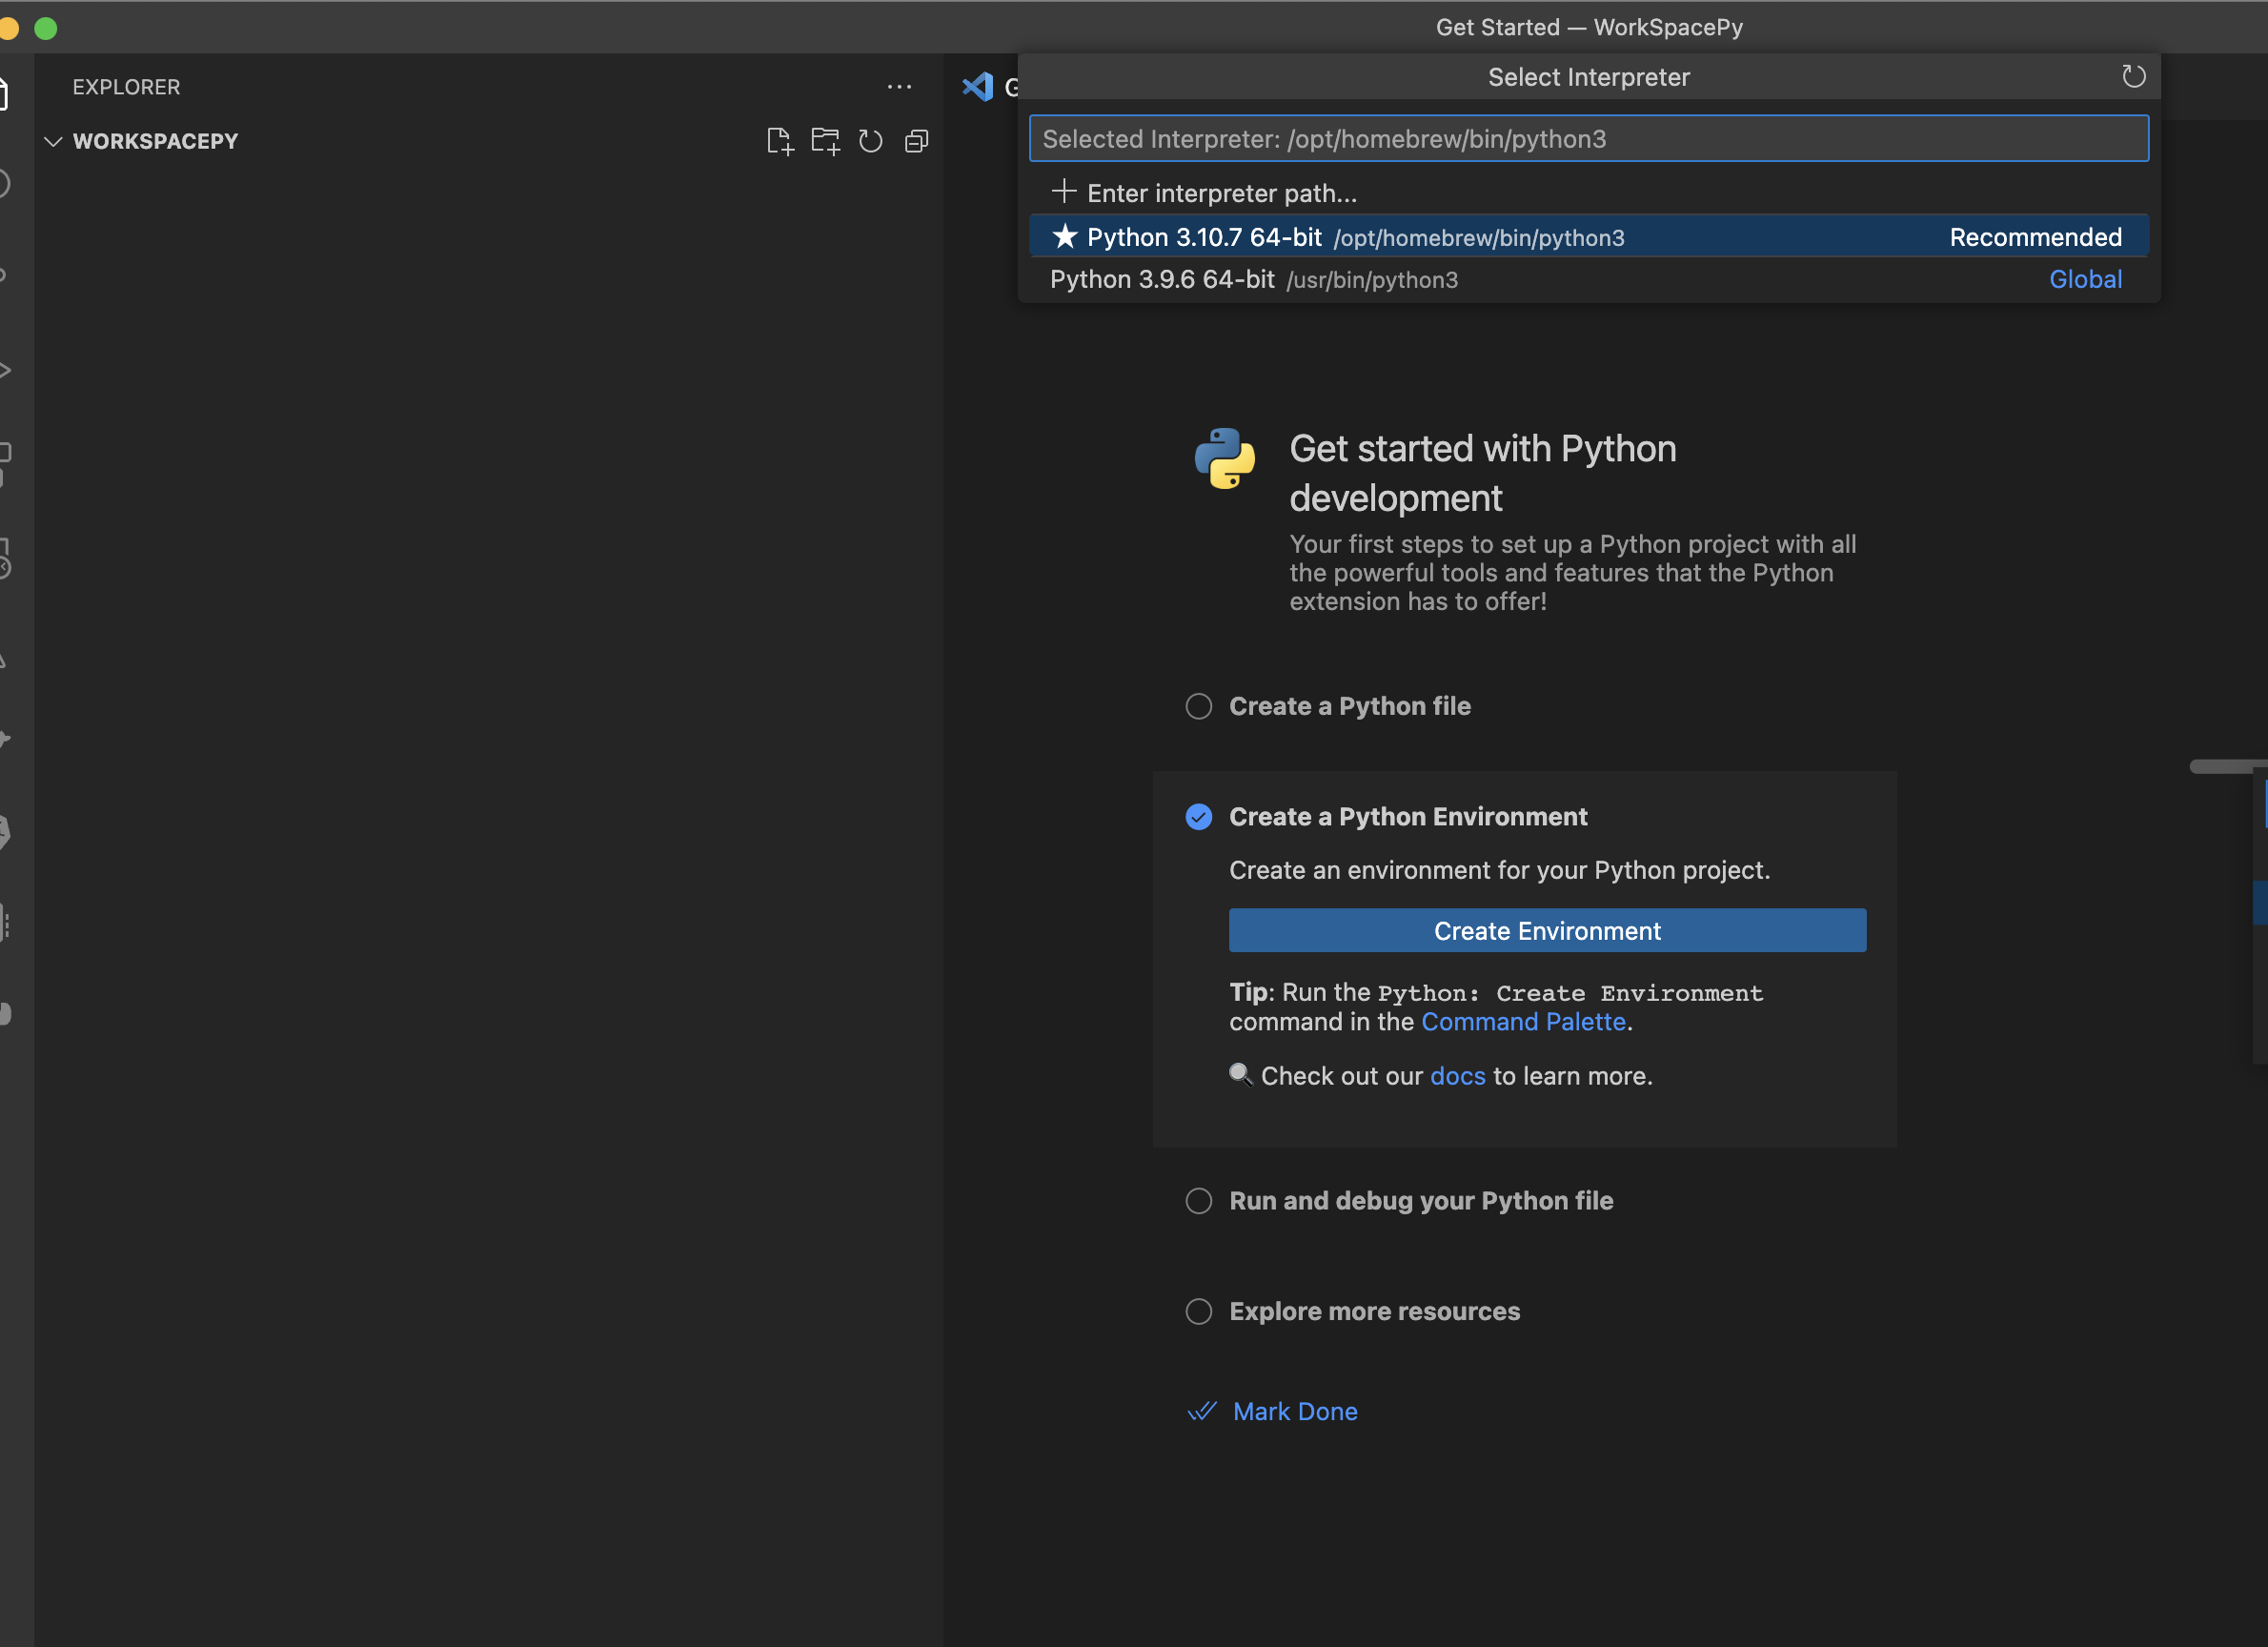 Get Started — WorkSpacePy
EXPLORER
WORKSPACEPY
Select Interpreter
Selected Interpreter: /opt/homebrew/bin/python3
Enter interpreter path...
Python 3.10.7 64-bit /opt/homebrew/bin/python3 Recommended
Python 3.9.6 64-bit /usr/bin/python3 Global
Get started with Python
development
Your first steps to set up a Python project with all
the powerful tools and features that the Python
extension has to offer!
Create a Python file
Create a Python Environment
Create an environment for your Python project.
Create Environment
Tip: Run the Python: Create Environment
command in the Command Palette.
Check out our docs to learn more.
Run and debug your Python file
Explore more resources
Mark Done